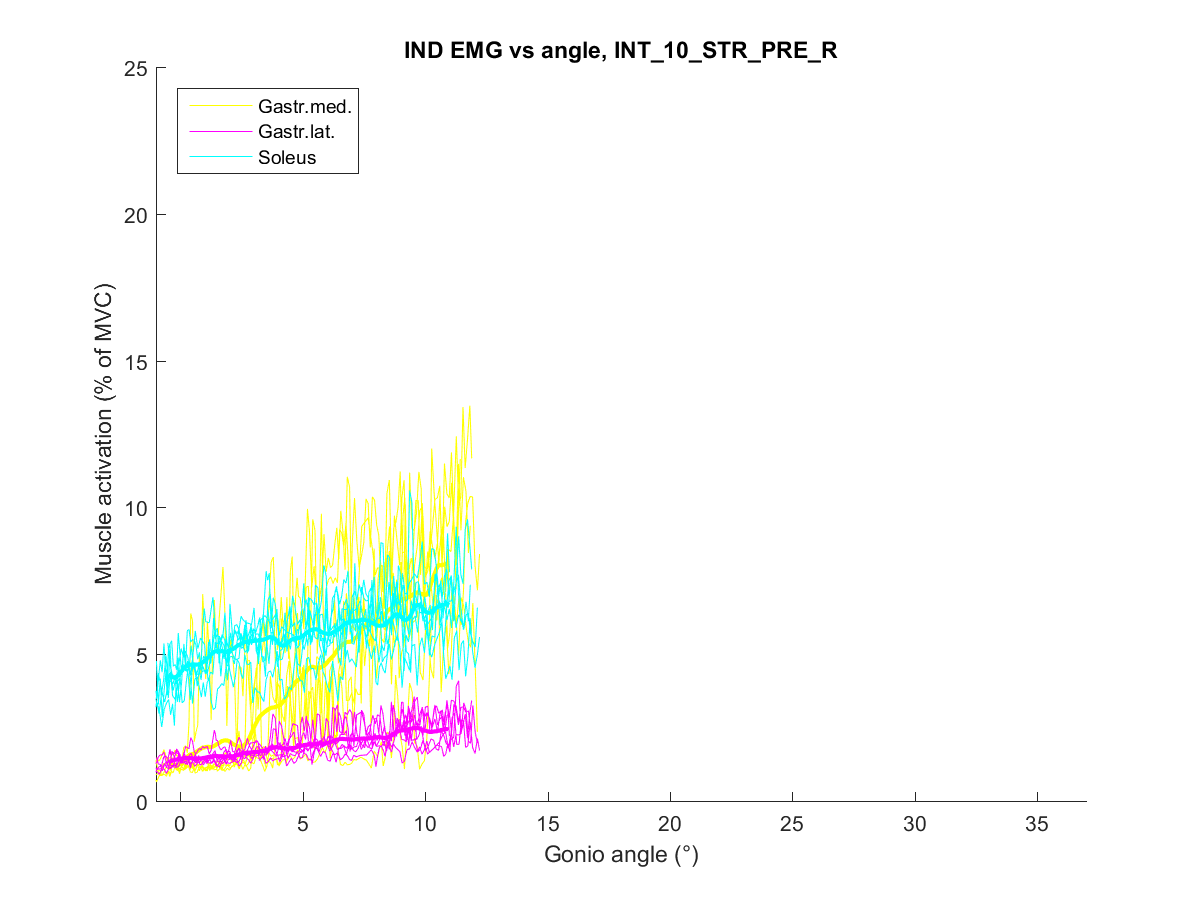 IND EMG vs angle, INT_10_STR_PRE_R
25
20
15
10
5
0
Muscle activation (% of MVC)
Gastr.med.
Gastr.lat.
Soleus
0 5 10 15 20 25 30 35
Gonio angle (°)